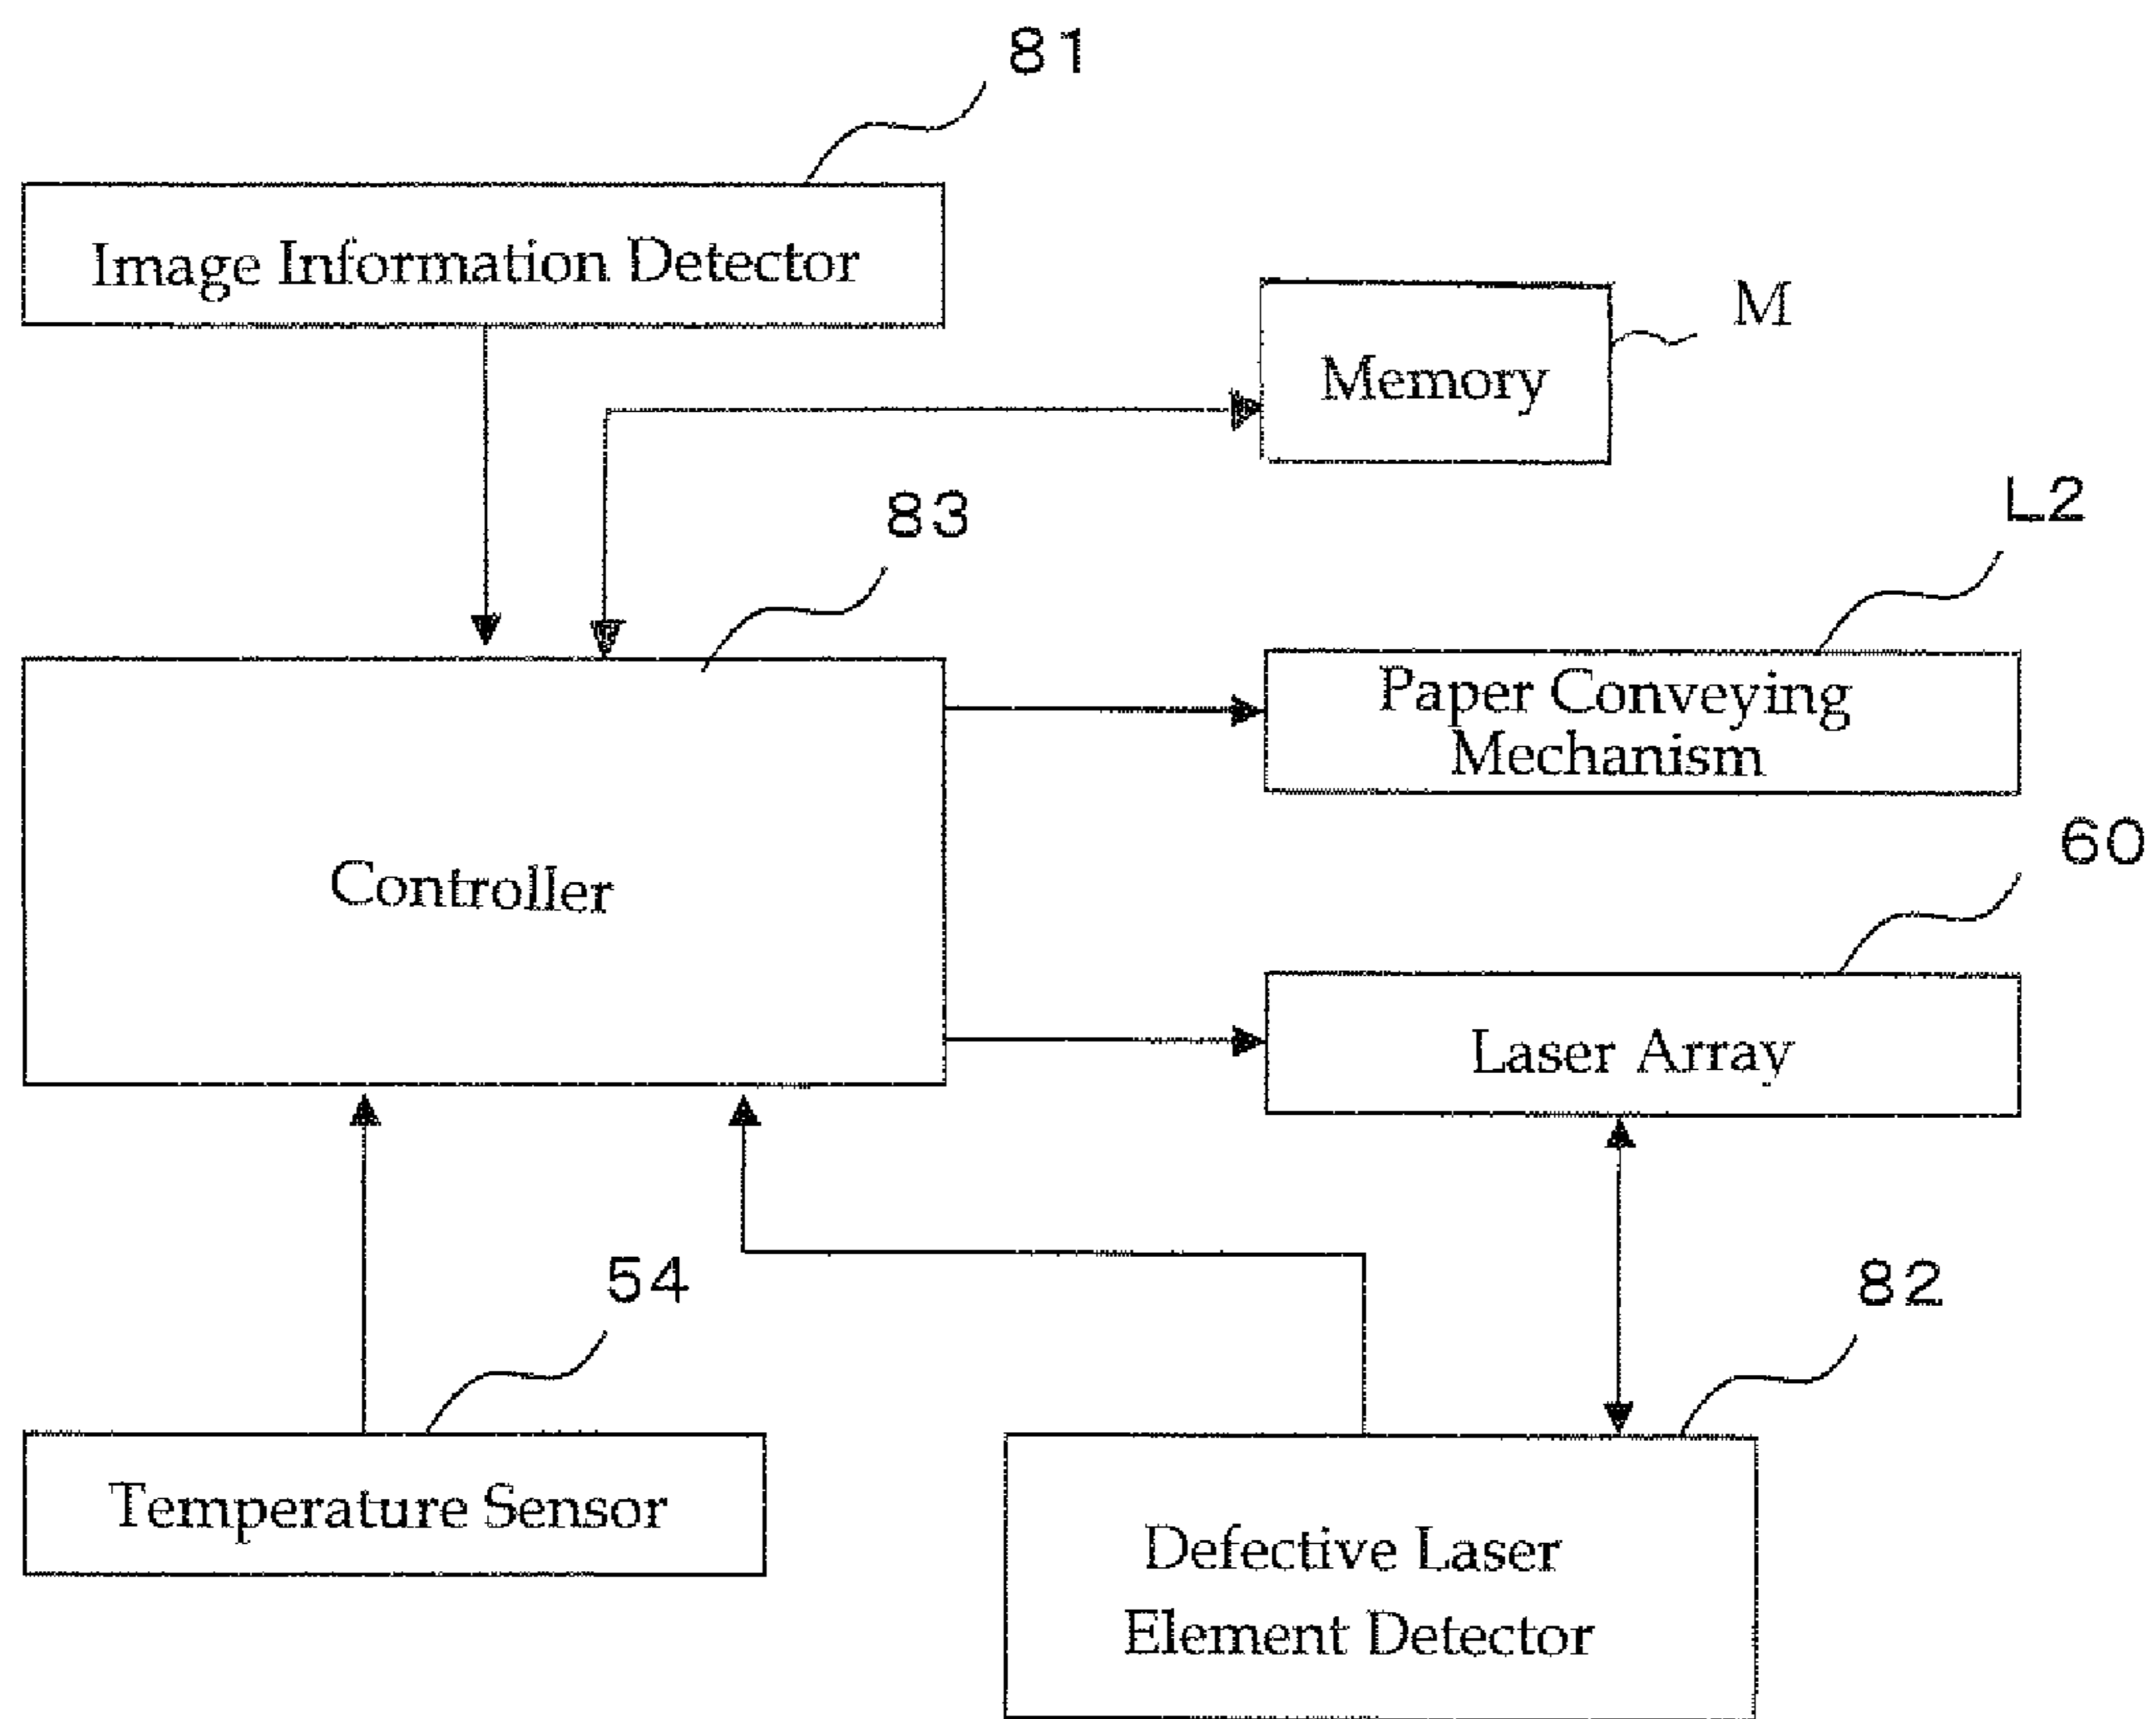 81
Image Information Detector
M
Memory
83
L2
Paper Conveying
Mechanism
Controller
60
Laser Array
54
Temperature Sensor
82
Defective Laser
Element Detector